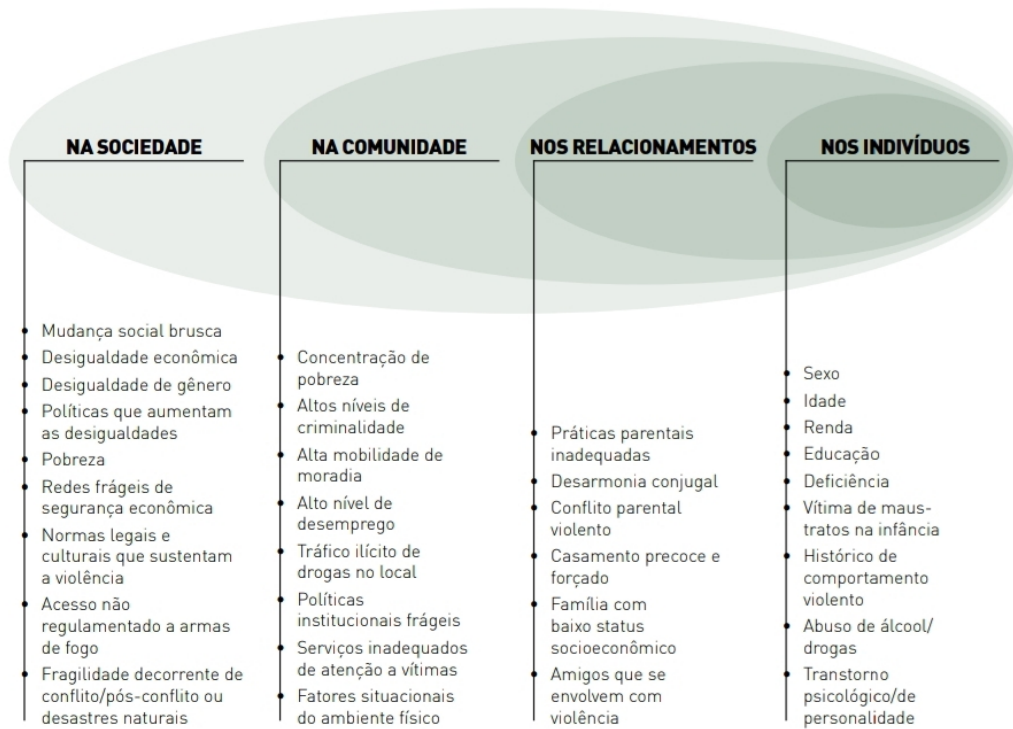 NA SOCIEDADE
Mudança social brusca
Desigualdade econômica
Desigualdade de gênero
Políticas que aumentam
as desigualdades
Pobreza
Redes frágeis de
segurança econômica
Normas legais e
culturais que sustentam
a violência
Acesso não
regulamentado a armas
de fogo
Fragilidade decorrente de
conflito/pós-conflito ou
desastres naturais
NA COMUNIDADE
Concentração de
pobreza
Altos níveis de
criminalidade
Alta mobilidade de
moradia
Alto nível de
desemprego
Tráfico ilícito de
drogas no local
Políticas
institucionais frágeis
Serviços inadequados
de atenção a vítimas
Fatores situacionais
do ambiente físico
NOS RELACIONAMENTOS
Práticas parentais
inadequadas
Desarmonia conjugal
Conflito parental
violento
Casamento precoce e
forçado
Família com
baixo status
socioeconômico
Amigos que se
envolvem com
violência
NOS INDIVÍDUOS
Sexo
Idade
Renda
Educação
Deficiência
Vítima de maus-
tratos na infância
Histórico de
comportamento
violento
Abuso de álcool/
drogas
Transtorno
psicológico/de
personalidade